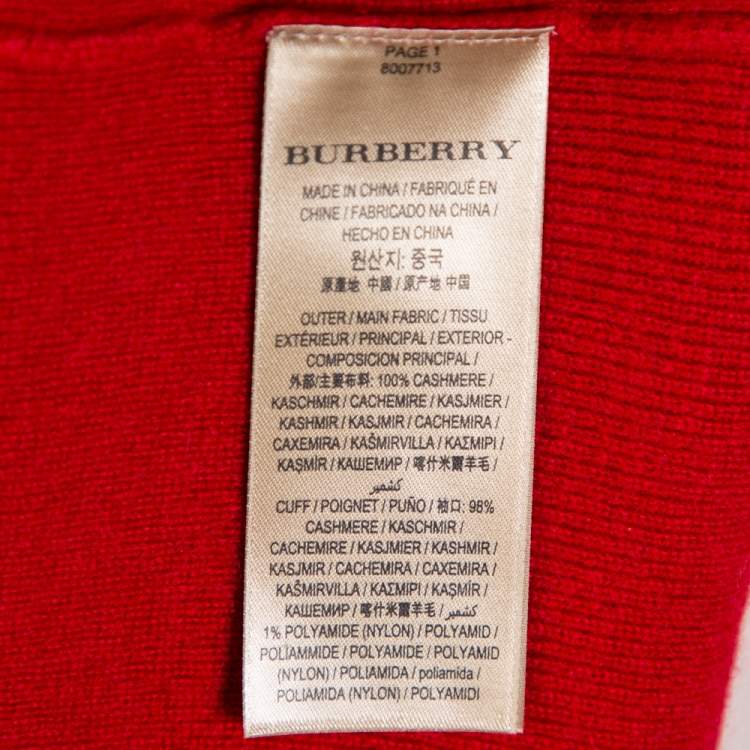 PAGE 1
8007713
BURBERRY
MADE IN CHINA / FABRIQUÉ EN
CHINE / FABRICADO NA CHINA /
HECHO EN CHINA
원산지: 중국
原產地 中國 / 原产地 中国
OUTER / MAIN FABRIC / TISSU
EXTÉRIEUR / PRINCIPAL / EXTERIOR -
COMPOSICION PRINCIPAL /
外部/主要布料: 100% CASHMERE /
KASCHMIR / CACHEMIRE / KASJMIER /
KASHMIR / KASJMIR / CACHEMIRA /
CAXEMIRA / KAŠMIRVILLA / ΚΑΣΜΙΡΙ /
KAŞMİR / КАШЕМИР / 喀什米爾羊毛 /
كشمير
CUFF / POIGNET / PUÑO / 袖口: 98%
CASHMERE / KASCHMIR /
CACHEMIRE / KASJMIER / KASHMIR /
KASJMIR / CACHEMIRA / CAXEMIRA /
KAŠMIRVILLA / ΚΑΣΜΙΡΙ / KAŞMİR /
КАШЕМИР / 喀什米爾羊毛 / كشمير /
1% POLYAMIDE (NYLON) / POLYAMID /
POLIAMMIDE / POLYAMIDE / POLYAMID
(NYLON) / POLIAMIDA / poliamida /
POLIAMIDA (NYLON) / POLYAMIDI